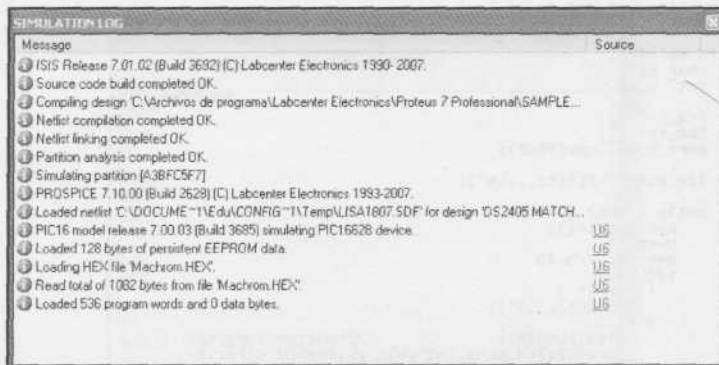 SIMULATION LOG
Message Source
ISIS Release 7.01.02 (Build 3692) (C) Labcenter Electronics 1990-2007.
Source code build completed OK.
Compiling design 'C:\Archivos de programa\Labcenter Electronics\Proteus 7 Professional\SAMPLE...
Netlist compilation completed OK.
Netlist linking completed OK.
Partition analysis completed OK.
Simulating partition [A3BFC5F7]
PROSPICE 7.10.00 (Build 2628) (C) Labcenter Electronics 1993-2007.
Loaded netlist 'C:\DOCUME~1\Edu\CONFIG~1\Temp\LISA1807.SDF' for design 'DS2405 MATCH...
PIC16 model release 7.00.03 (Build 3685) simulating PIC16628 device. U6
Loaded 128 bytes of persistent EEPROM data. U6
Loading HEX file 'Machrom.HEX'. U6
Read total of 1082 bytes from file 'Machrom.HEX'. U6
Loaded 536 program words and 0 data bytes. U6